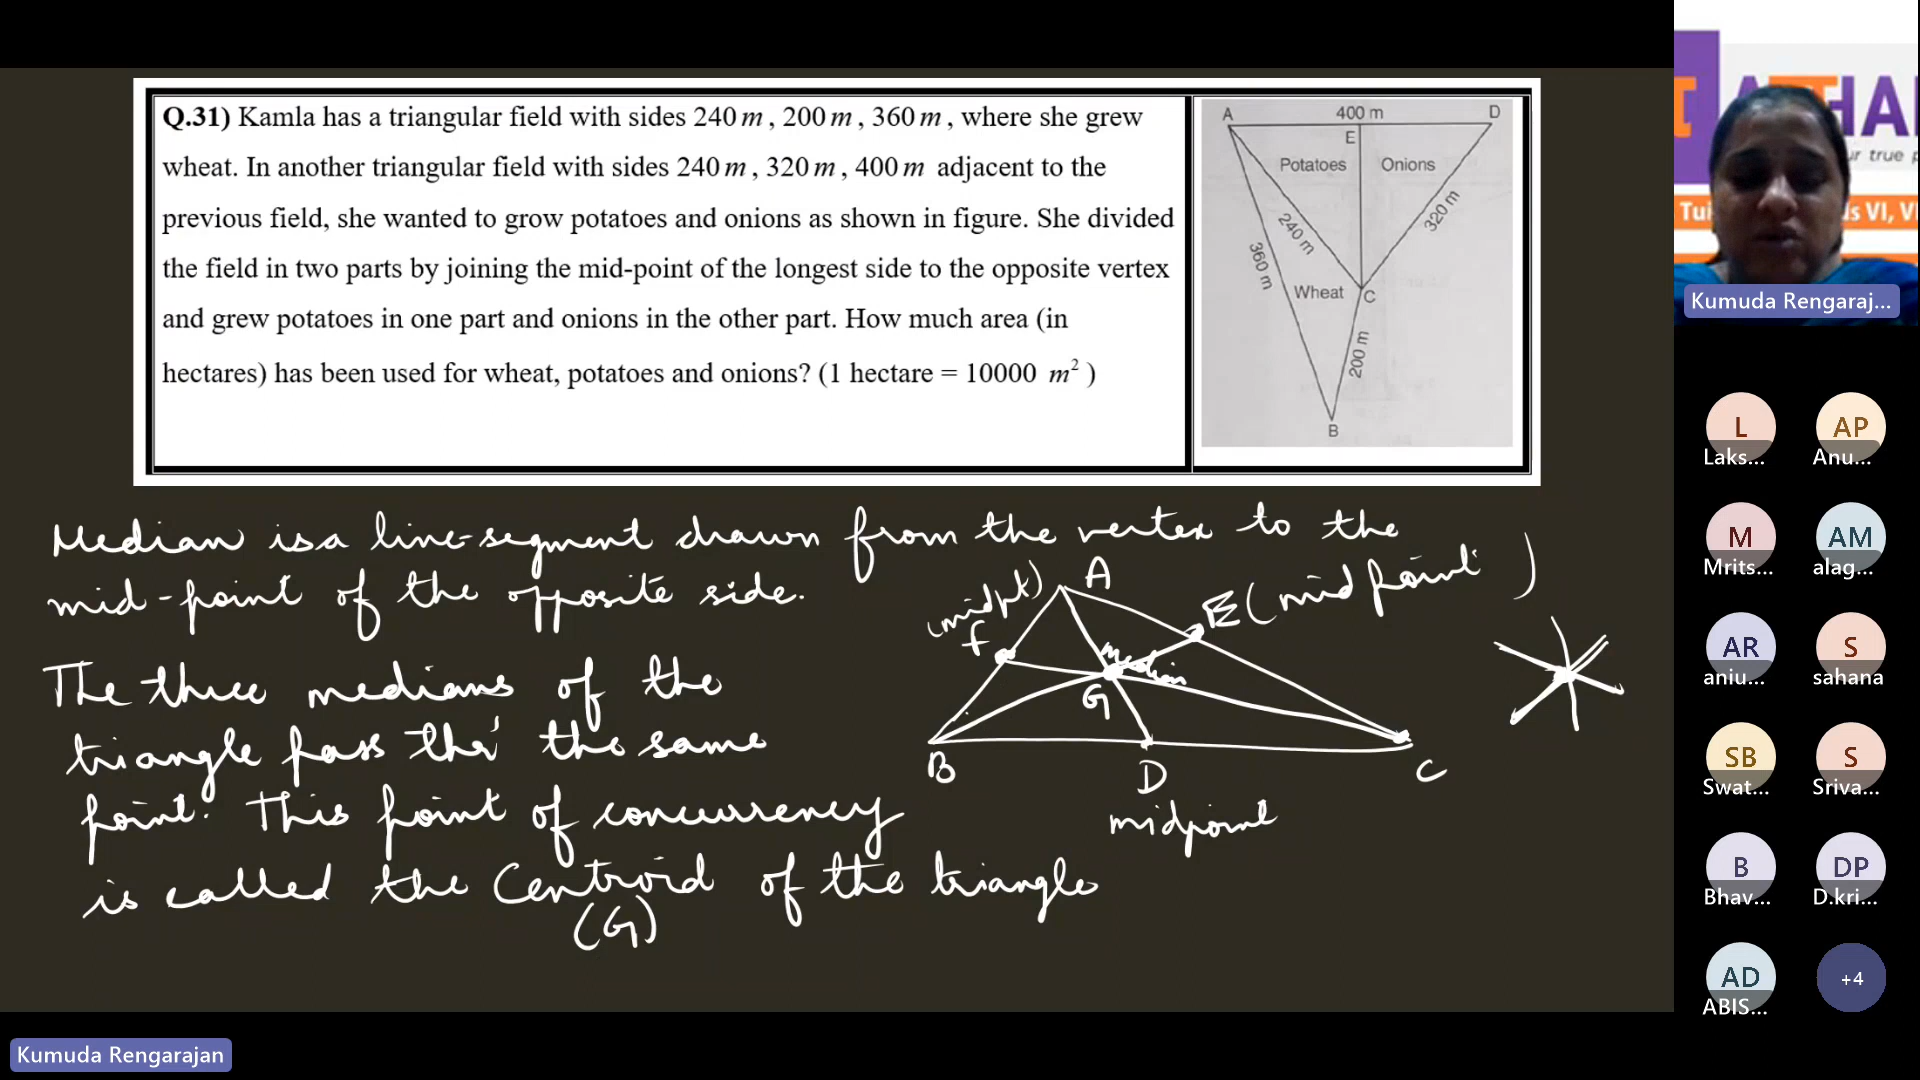 Q.31) Kamla has a triangular field with sides 240 m , 200 m , 360 m , where she grew
wheat. In another triangular field with sides 240 m , 320 m , 400 m adjacent to the
previous field, she wanted to grow potatoes and onions as shown in figure. She divided
the field in two parts by joining the mid-point of the longest side to the opposite vertex
and grew potatoes in one part and onions in the other part. How much area (in
hectares) has been used for wheat, potatoes and onions? (1 hectare = 10000 m² )
A 400 m D
E
Potatoes Onions
240 m 320 m
360 m
Wheat C
200 m
B
Median is a line-segment drawn from the vertex to the
mid-point of the opposite side.
The three medians of the
triangle pass thr' the same
point. This point of concurrency
is called the Centroid of the triangle
(G)
A
(midpt)
F
E (midpoint)
Median
G
B D C
midpoint
Kumuda Rengaraj...
Tui
ur true p
s VI, V
L AP
Laks... Anu...
M AM
Mrits... alag...
AR S
aniu... sahana
SB S
Swat... Sriva...
B DP
Bhav... D.kri...
AD +4
ABIS...
Kumuda Rengarajan